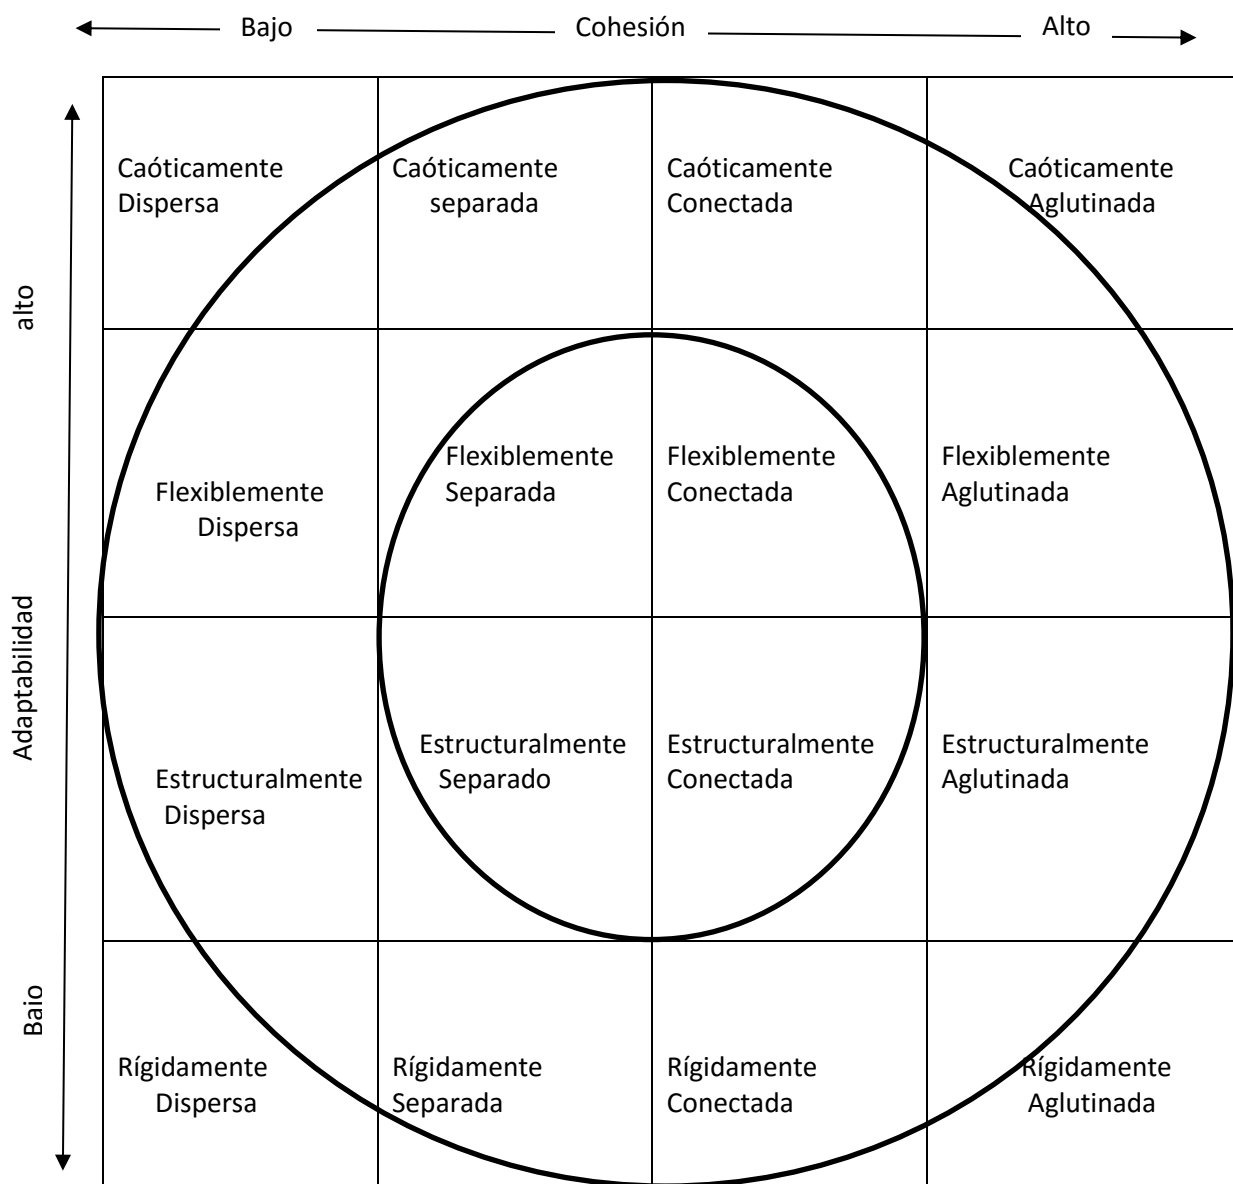 Bajo
Cohesión
Alto
alto
Adaptabilidad
Baio
Caóticamente
Dispersa
Caóticamente
separada
Caóticamente
Conectada
Caóticamente
Aglutinada
Flexiblemente
Dispersa
Flexiblemente
Separada
Flexiblemente
Conectada
Flexiblemente
Aglutinada
Estructuralmente
Dispersa
Estructuralmente
Separado
Estructuralmente
Conectada
Estructuralmente
Aglutinada
Rígidamente
Dispersa
Rígidamente
Separada
Rígidamente
Conectada
Rígidamente
Aglutinada